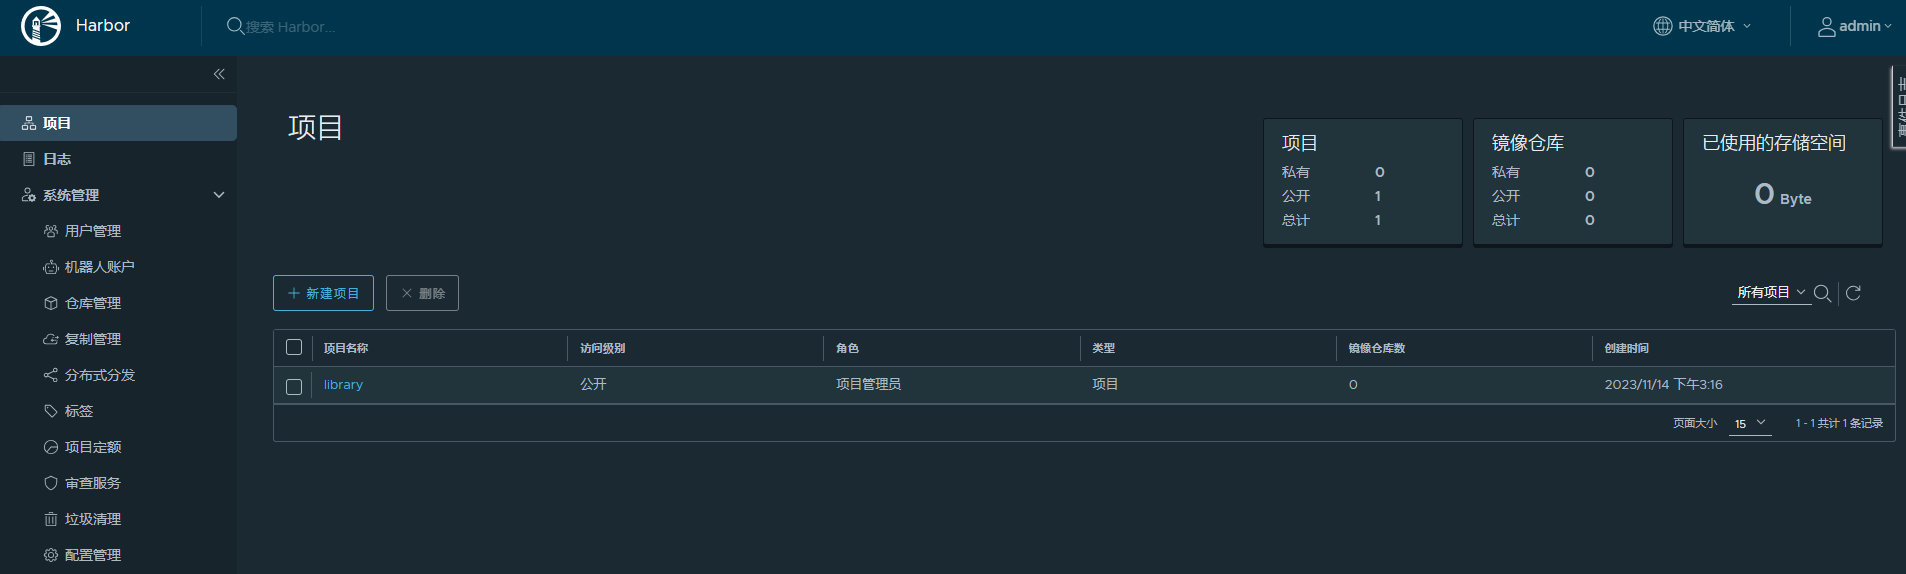 Harbor
搜索 Harbor...
中文简体
admin
项目
日志
系统管理
用户管理
机器人账户
仓库管理
复制管理
分布式分发
标签
项目定额
审查服务
垃圾清理
配置管理
项目
项目
私有 0
公开 1
总计 1
镜像仓库
私有 0
公开 0
总计 0
已使用的存储空间
0 Byte
新建项目
删除
所有项目
项目名称 访问级别 角色 类型 镜像仓库数 创建时间
library 公开 项目管理员 项目 0 2023/11/14 下午3:16
页面大小 15 1 - 1 共计 1 条记录